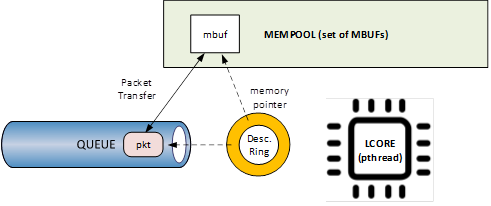 mbuf
MEMPOOL (set of MBUFs)
Packet
Transfer
memory
pointer
QUEUE
pkt
Desc.
Ring
LCORE
(pthread)